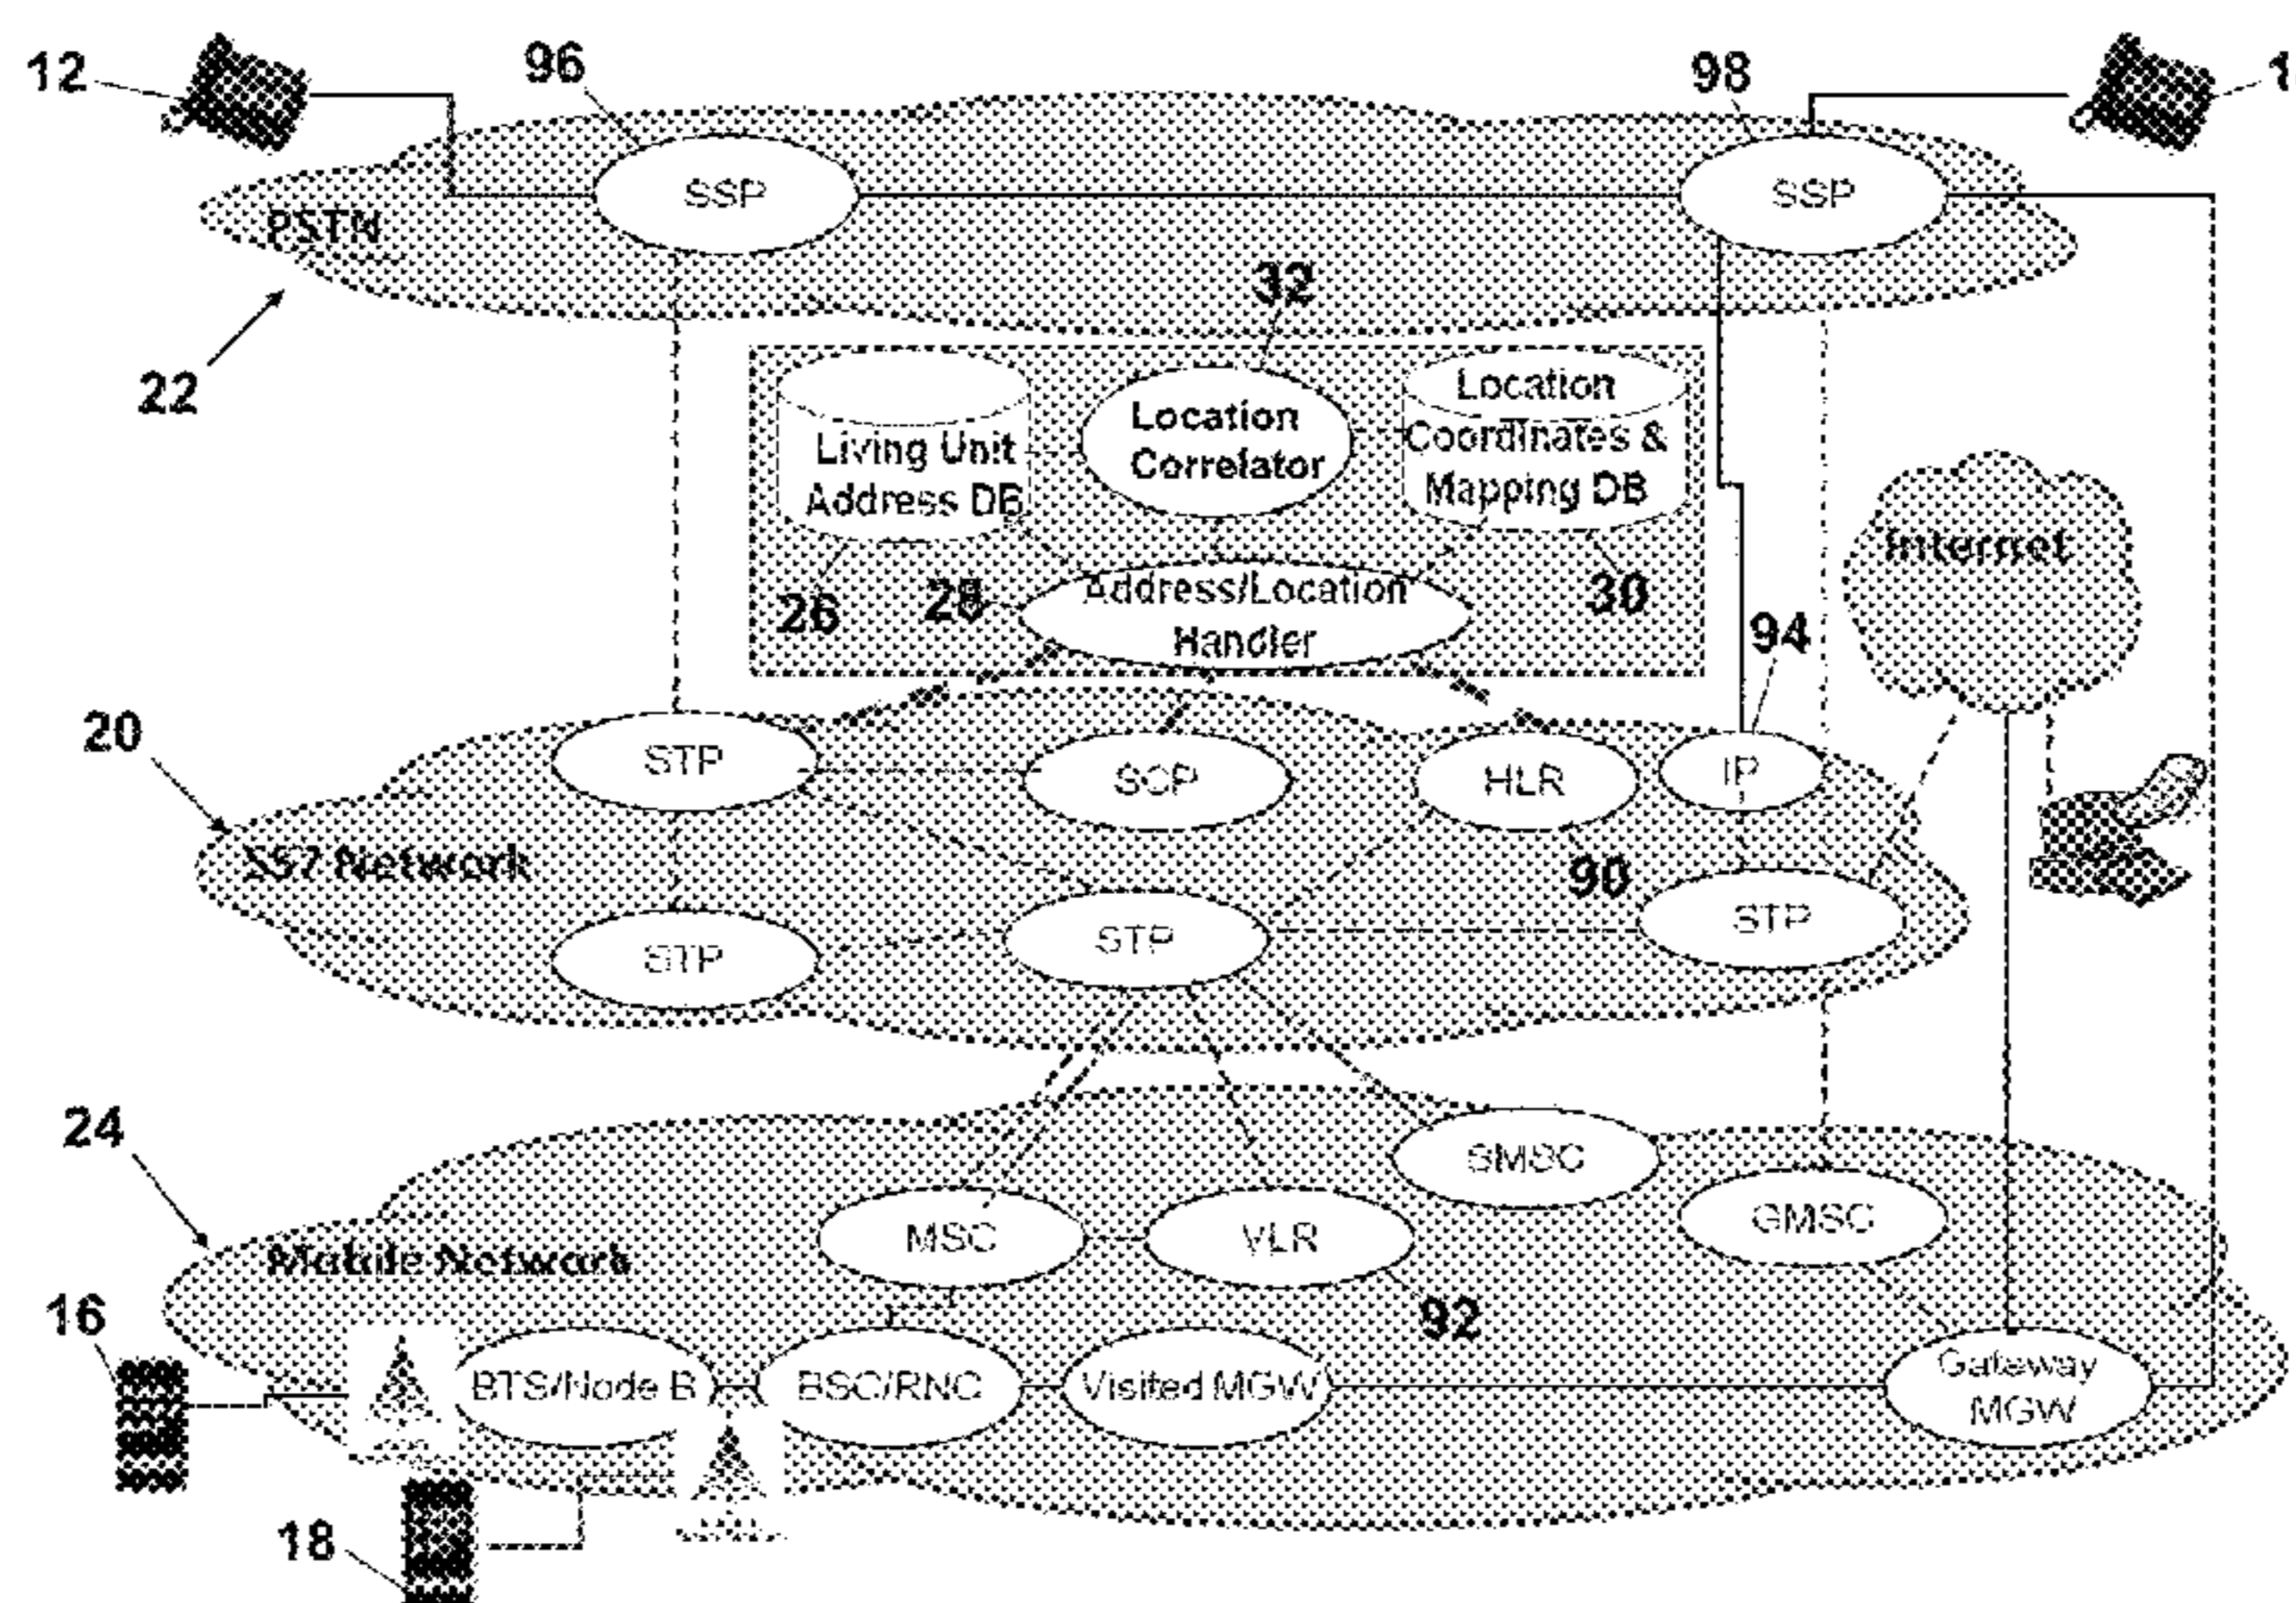 12
96
98
1
SSP
SSP
PSTN
22
32
Location
Correlator
Living Unit
Address DB
Location
Coordinates &
Mapping DB
26
28
Address/Location
Handler
30
Internet
94
20
STP
SCP
HLR
IP
SS7 Network
90
STP
STP
STP
24
SMSC
GMSC
MSC
VLR
Mobile Network
92
16
BTS/Node B
BSC/RNC
Visited MGW
Gateway
MGW
18